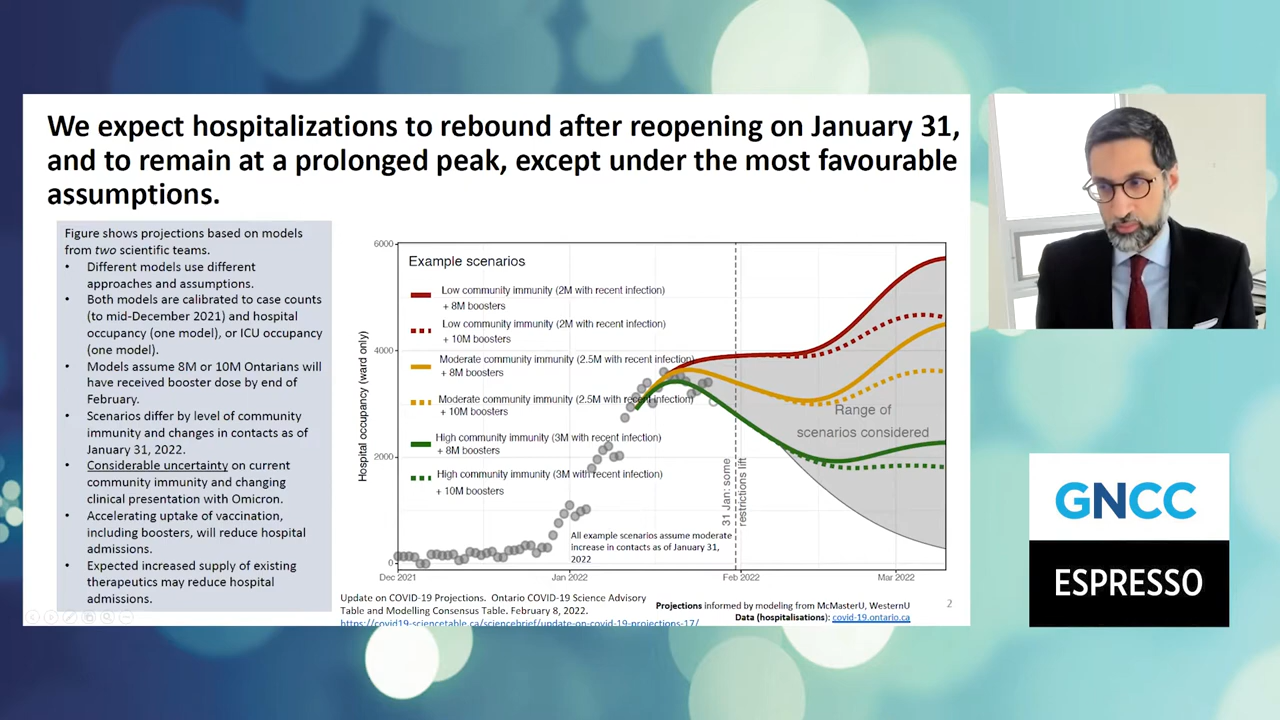 We expect hospitalizations to rebound after reopening on January 31,
and to remain at a prolonged peak, except under the most favourable
assumptions.
Figure shows projections based on models
from two scientific teams.
• Different models use different
approaches and assumptions.
• Both models are calibrated to case counts
(to mid-December 2021) and hospital
occupancy (one model), or ICU occupancy
(one model).
• Models assume 8M or 10M Ontarians will
have received booster dose by end of
February.
• Scenarios differ by level of community
immunity and changes in contacts as of
January 31, 2022.
• Considerable uncertainty on current
community immunity and changing
clinical presentation with Omicron.
• Accelerating uptake of vaccination,
including boosters, will reduce hospital
admissions.
• Expected increased supply of existing
therapeutics may reduce hospital
admissions.
Hospital occupancy (ward only)
6000
4000
2000
0
Example scenarios
Low community immunity (2M with recent infection)
+ 8M boosters
Low community immunity (2M with recent infection)
+ 10M boosters
Moderate community immunity (2.5M with recent infection)
+ 8M boosters
Moderate community immunity (2.5M with recent infection)
+ 10M boosters
High community immunity (3M with recent infection)
+ 8M boosters
High community immunity (3M with recent infection)
+ 10M boosters
Range of
scenarios considered
31 Jan: some
restrictions lift
All example scenarios assume moderate
increase in contacts as of January 31,
2022
Dec 2021
Jan 2022
Feb 2022
Mar 2022
Update on COVID-19 Projections. Ontario COVID-19 Science Advisory
Table and Modelling Consensus Table. February 8, 2022.
https://covid19-sciencetable.ca/sciencebrief/update-on-covid-19-projections-17/
Projections informed by modeling from McMasterU, WesternU
Data (hospitalisations): covid-19.ontario.ca
2
GNCC
ESPRESSO